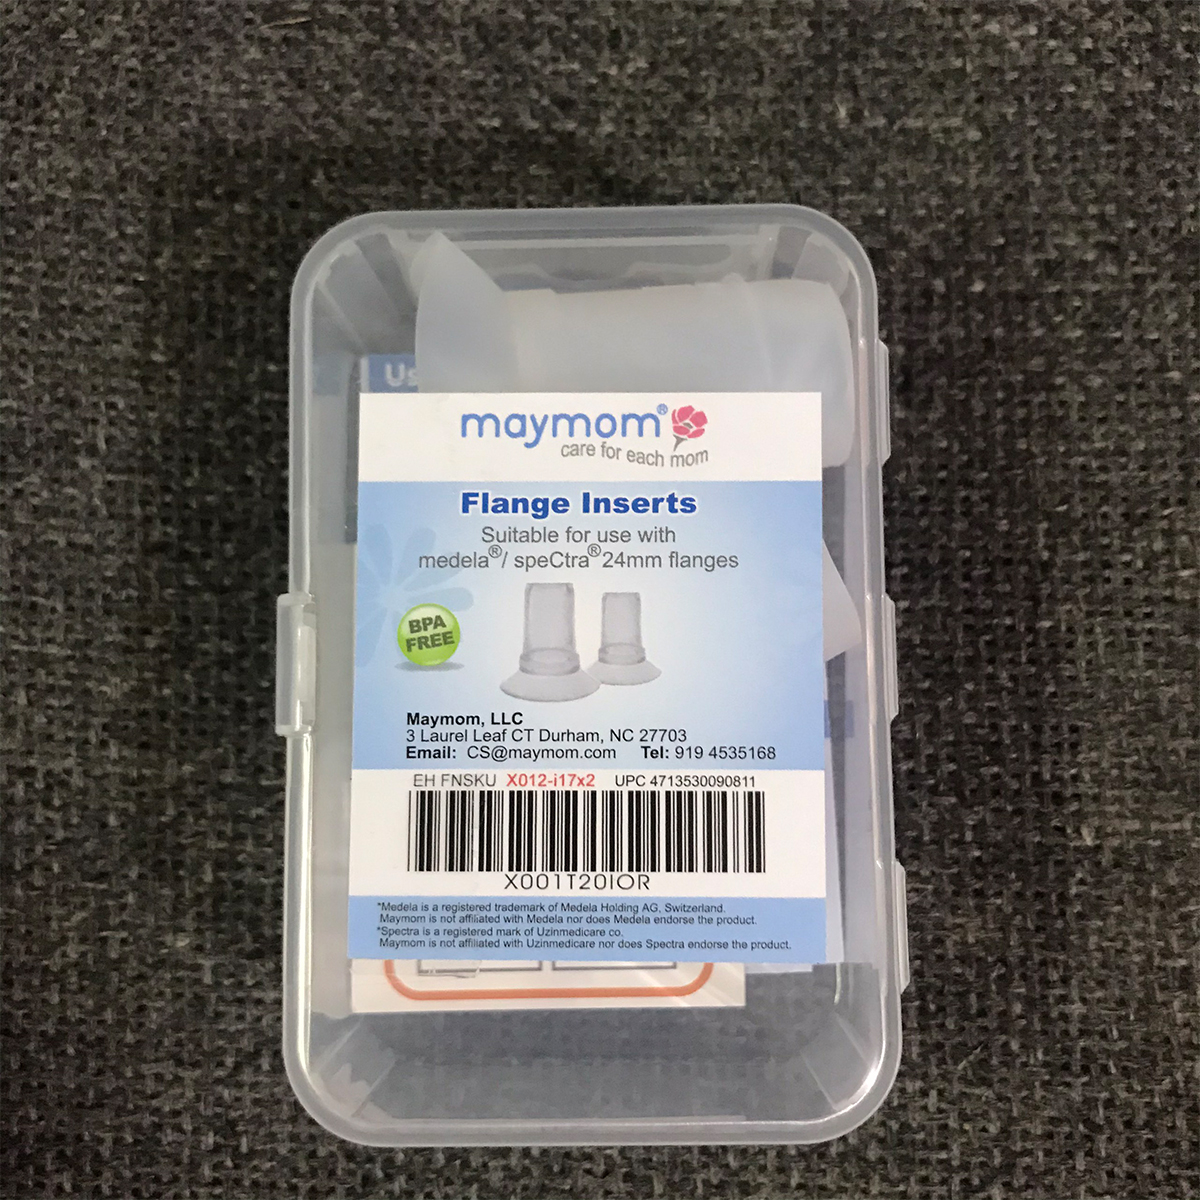 Us
maymom®
care for each mom
Flange Inserts
Suitable for use with
medela®/ speCtra® 24mm flanges
BPA
FREE
Maymom, LLC
3 Laurel Leaf CT Durham, NC 27703
Email: CS@maymom.com Tel: 919 4535168
EH FNSKU X012-i17x2 UPC 4713530090811
X001T20IOR
*Medela is a registered trademark of Medela Holding AG, Switzerland.
Maymom is not affiliated with Medela nor does Medela endorse the product.
*Spectra is a registered mark of Uzinmedicare co.
Maymom is not affiliated with Uzinmedicare nor does Spectra endorse the product.